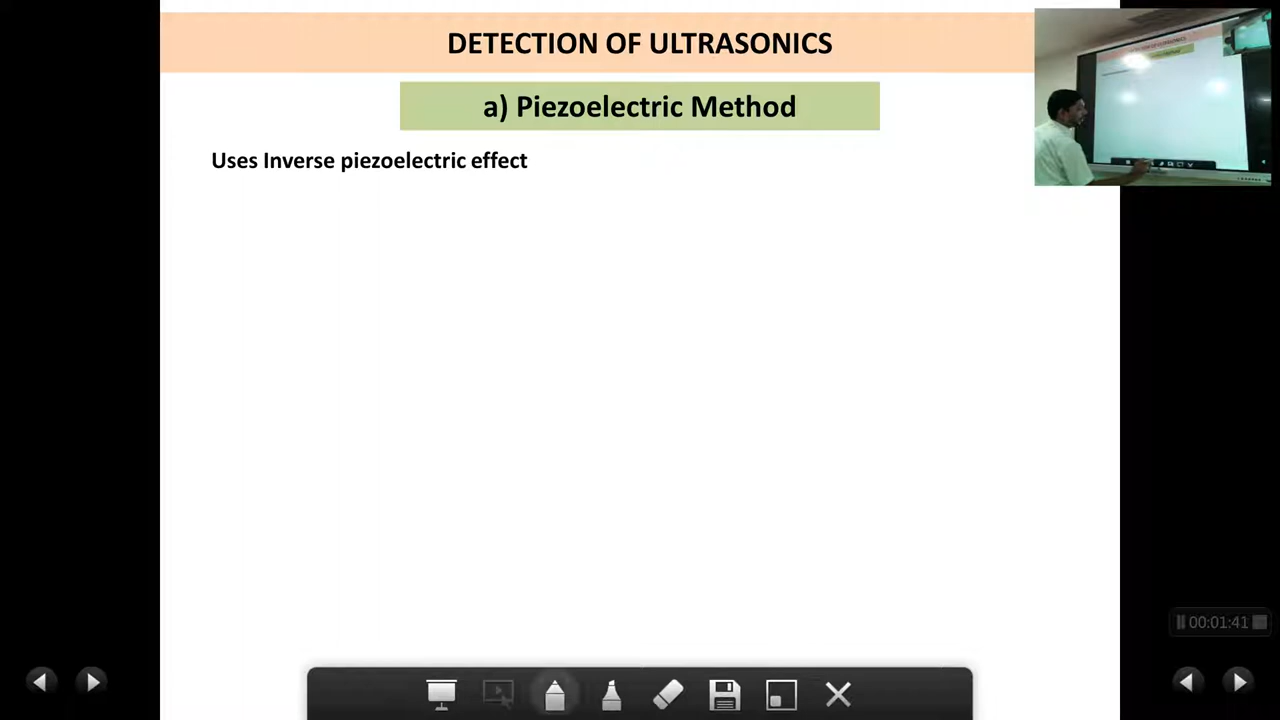 DETECTION OF ULTRASONICS
a) Piezoelectric Method
Uses Inverse piezoelectric effect
00:01:41